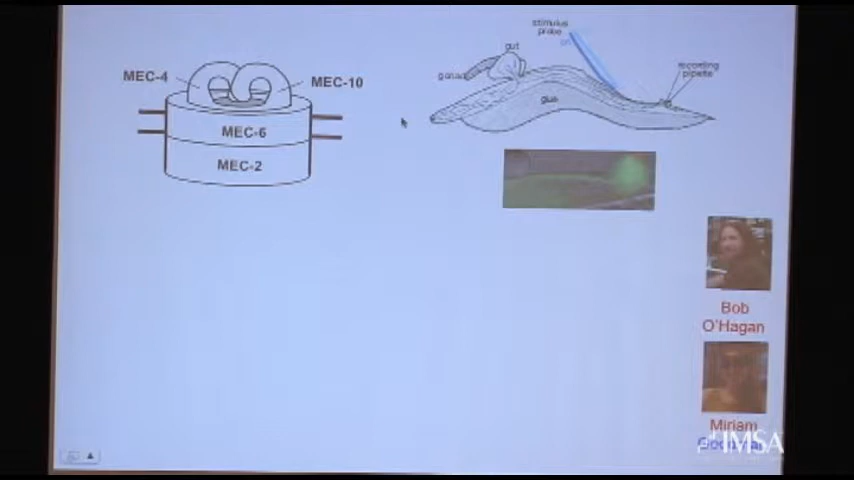 MEC-4
MEC-10
MEC-6
MEC-2
stimulus
probe
gut
gonad
recording
pipette
glue
Bob
O'Hagan
Miriam
Goodman
IMSA